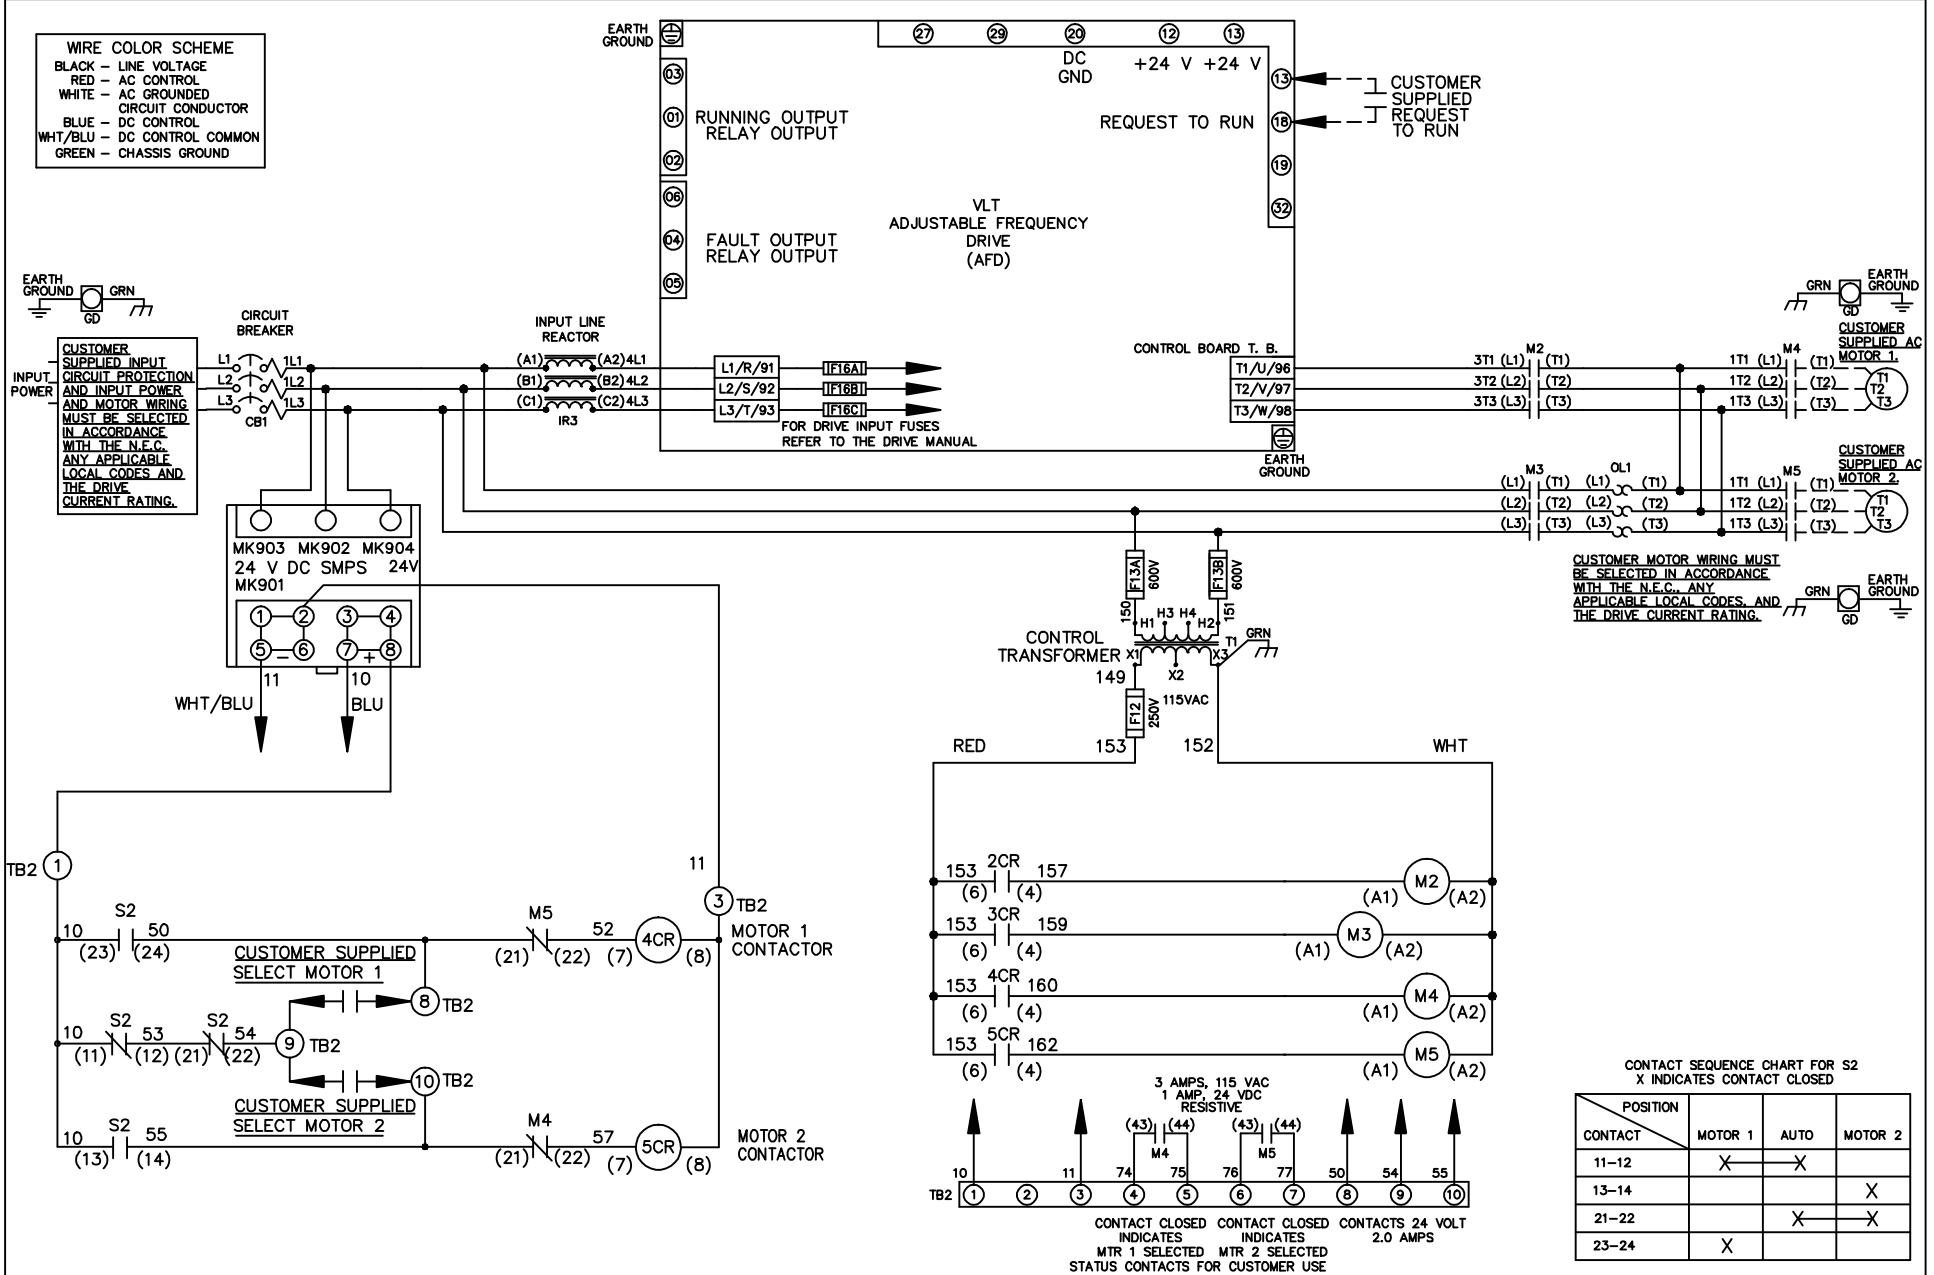 WIRE COLOR SCHEME
BLACK – LINE VOLTAGE
RED – AC CONTROL
WHITE – AC GROUNDED
CIRCUIT CONDUCTOR
BLUE – DC CONTROL
WHT/BLU – DC CONTROL COMMON
GREEN – CHASSIS GROUND
EARTH
GROUND
27 29 20 12 13
DC
GND
+24 V +24 V
03
01
02
RUNNING OUTPUT
RELAY OUTPUT
06
04
05
FAULT OUTPUT
RELAY OUTPUT
13
18
19
32
REQUEST TO RUN
CUSTOMER
SUPPLIED
REQUEST
TO RUN
VLT
ADJUSTABLE FREQUENCY
DRIVE
(AFD)
EARTH
GROUND
GRN
GD
INPUT
POWER
CUSTOMER
SUPPLIED INPUT
CIRCUIT PROTECTION
AND INPUT POWER
AND MOTOR WIRING
MUST BE SELECTED
IN ACCORDANCE
WITH THE N.E.C.
ANY APPLICABLE
LOCAL CODES AND
THE DRIVE
CURRENT RATING.
CIRCUIT
BREAKER
L1 1L1
L2 1L2
L3 1L3
CB1
INPUT LINE
REACTOR
(A1) (A2) 4L1
(B1) (B2) 4L2
(C1) (C2) 4L3
IR3
L1/R/91 F16A
L2/S/92 F16B
L3/T/93 F16C
FOR DRIVE INPUT FUSES
REFER TO THE DRIVE MANUAL
CONTROL BOARD T. B.
T1/U/96
T2/V/97
T3/W/98
EARTH
GROUND
M2
3T1 (L1) (T1)
3T2 (L2) (T2)
3T3 (L3) (T3)
M4
1T1 (L1) (T1)
1T2 (L2) (T2)
1T3 (L3) (T3)
GRN
EARTH
GROUND
GD
CUSTOMER
SUPPLIED AC
MOTOR 1.
T1
T2
T3
M3 OL1
(L1) (T1) (L1) (T1)
(L2) (T2) (L2) (T2)
(L3) (T3) (L3) (T3)
M5
1T1 (L1) (T1)
1T2 (L2) (T2)
1T3 (L3) (T3)
CUSTOMER
SUPPLIED AC
MOTOR 2.
T1
T2
T3
CUSTOMER MOTOR WIRING MUST
BE SELECTED IN ACCORDANCE
WITH THE N.E.C., ANY
APPLICABLE LOCAL CODES, AND
THE DRIVE CURRENT RATING.
GRN
EARTH
GROUND
GD
MK903 MK902 MK904
24 V DC SMPS 24V
MK901
1 2 3 4
5 – 6 7 + 8
11 10
WHT/BLU BLU
F13A 600V
F13B 600V
150 151
H1 H3 H4 H2
CONTROL
TRANSFORMER
X1 X2 X3
T1
GRN
149
F12 250V
115VAC
153 152
RED WHT
TB2 1
11
3 TB2
10 S2 50
(23) (24)
M5
(21) (22)
52
(7) 4CR (8)
MOTOR 1
CONTACTOR
CUSTOMER SUPPLIED
SELECT MOTOR 1
8 TB2
10 S2 53 S2 54
(11) (12) (21) (22)
9 TB2
10 TB2
CUSTOMER SUPPLIED
SELECT MOTOR 2
10 S2 55
(13) (14)
M4
(21) (22)
57
(7) 5CR (8)
MOTOR 2
CONTACTOR
153 2CR 157
(6) (4)
(A1) M2 (A2)
153 3CR 159
(6) (4)
(A1) M3 (A2)
153 4CR 160
(6) (4)
(A1) M4 (A2)
153 5CR 162
(6) (4)
(A1) M5 (A2)
3 AMPS, 115 VAC
1 AMP, 24 VDC
RESISTIVE
(43) (44) (43) (44)
M4 M5
10 11 74 75 76 77 50 54 55
TB2 1 2 3 4 5 6 7 8 9 10
CONTACT CLOSED
INDICATES
MTR 1 SELECTED
CONTACT CLOSED
INDICATES
MTR 2 SELECTED
STATUS CONTACTS FOR CUSTOMER USE
CONTACTS 24 VOLT
2.0 AMPS
CONTACT SEQUENCE CHART FOR S2
X INDICATES CONTACT CLOSED
POSITION
CONTACT MOTOR 1 AUTO MOTOR 2
11–12 X X
13–14 X
21–22 X X
23–24 X